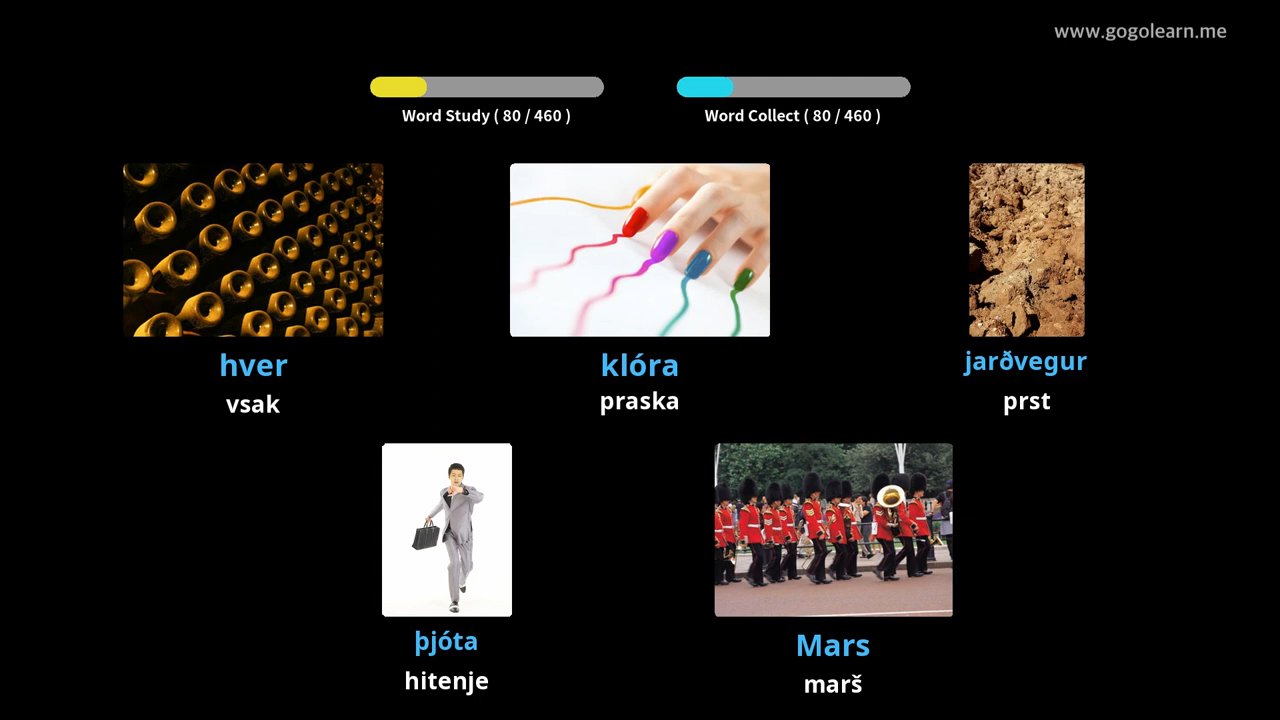 www.gogolearn.me
Word Study ( 80 / 460 )
Word Collect ( 80 / 460 )
hver
vsak
klóra
praska
jarðvegur
prst
þjóta
hitenje
Mars
marš